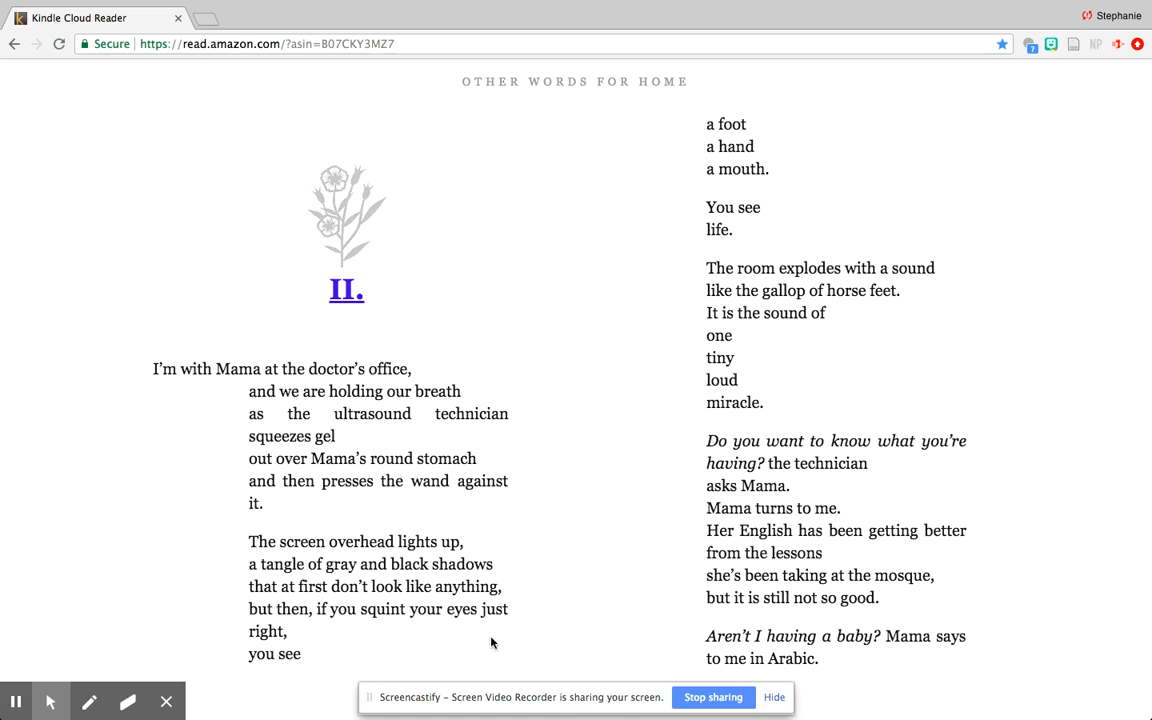 Kindle Cloud Reader
Stephanie
Secure
https://read.amazon.com/?asin=B07CKY3MZ7
?
NP
OTHER WORDS FOR HOME
II.
I'm with Mama at the doctor's office,
and we are holding our breath
as the ultrasound technician
squeezes gel
out over Mama's round stomach
and then presses the wand against
it.
The screen overhead lights up,
a tangle of gray and black shadows
that at first don't look like anything,
but then, if you squint your eyes just
right,
you see
a foot
a hand
a mouth.
You see
life.
The room explodes with a sound
like the gallop of horse feet.
It is the sound of
one
tiny
loud
miracle.
Do you want to know what you're
having? the technician
asks Mama.
Mama turns to me.
Her English has been getting better
from the lessons
she's been taking at the mosque,
but it is still not so good.
Aren't I having a baby? Mama says
to me in Arabic.
Screencastify – Screen Video Recorder is sharing your screen.
Stop sharing
Hide